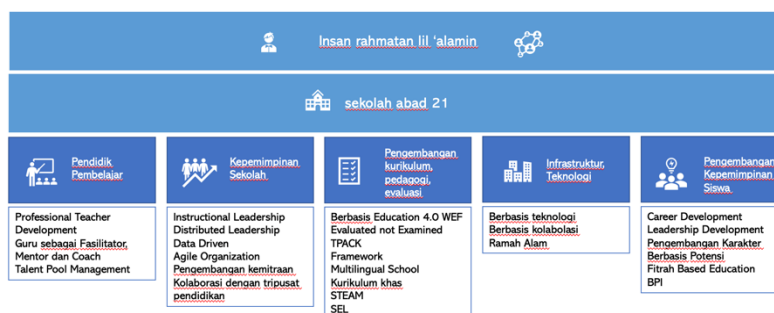 Insan rahmatan lil ‘alamin
sekolah abad 21
Pendidik
Pembelajar
Professional Teacher
Development
Guru sebagai Fasilitator,
Mentor dan Coach
Talent Pool Management
Kepemimpinan
Sekolah
Instructional Leadership
Distributed Leadership
Data Driven
Agile Organization
Pengembangan kemitraan
Kolaborasi dengan tripusat
pendidikan
Pengembangan
kurikulum,
pedagogi,
evaluasi
Berbasis Education 4.0 WEF
Evaluated not Examined
TPACK
Framework
Multilingual School
Kurikulum khas
STEAM
SEL
Infrastruktur,
Teknologi
Berbasis teknologi
Berbasis kolabolasi
Ramah Alam
Pengembangan
Kepemimpinan
Siswa
Career Development
Leadership Development
Pengembangan Karakter
Berbasis Potensi
Fitrah Based Education
BPI